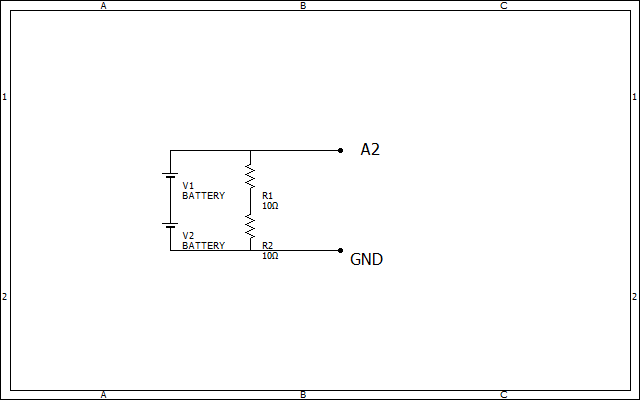 A B C
1 1
A2
V1
BATTERY
R1
10Ω
V2
BATTERY
R2
10Ω
GND
2 2
A B C